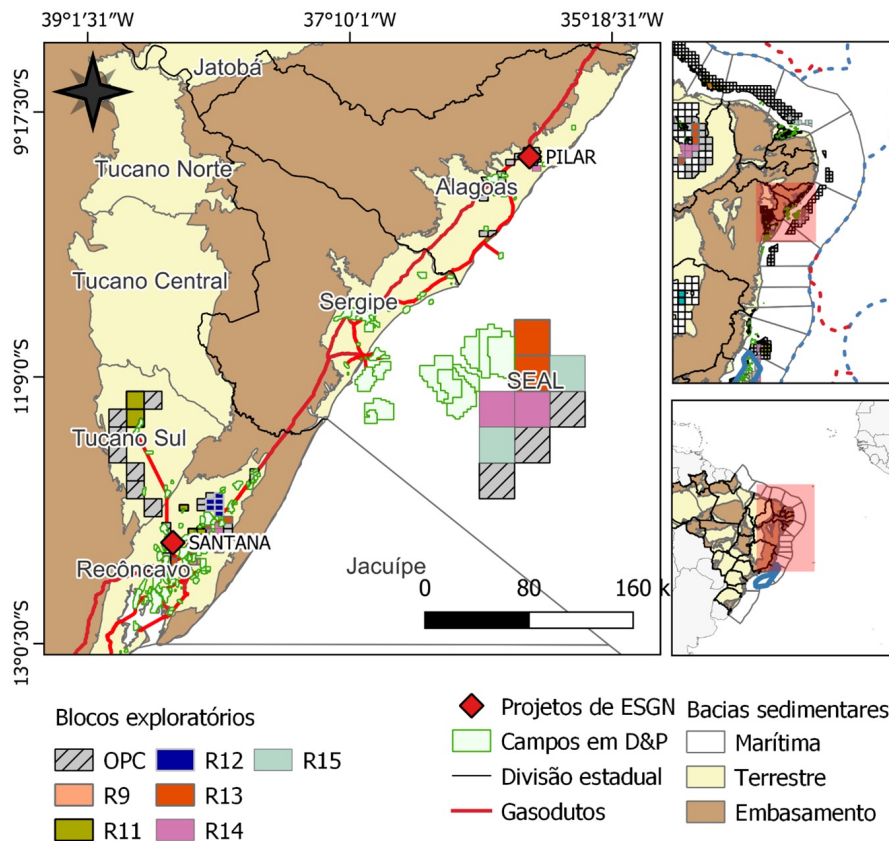 39°1′31″W 37°10′1″W 35°18′31″W
9°17′30″S
11°9′0″S
13°0′30″S
Jatobá
Tucano Norte
PILAR
Alagoas
Tucano Central
Sergipe
SEAL
Tucano Sul
SANTANA
Recôncavo
Jacuípe
0 80 160 k
Blocos exploratórios
OPC
R9
R11
R12
R13
R14
R15
Projetos de ESGN
Campos em D&P
Divisão estadual
Gasodutos
Bacias sedimentares
Marítima
Terrestre
Embasamento